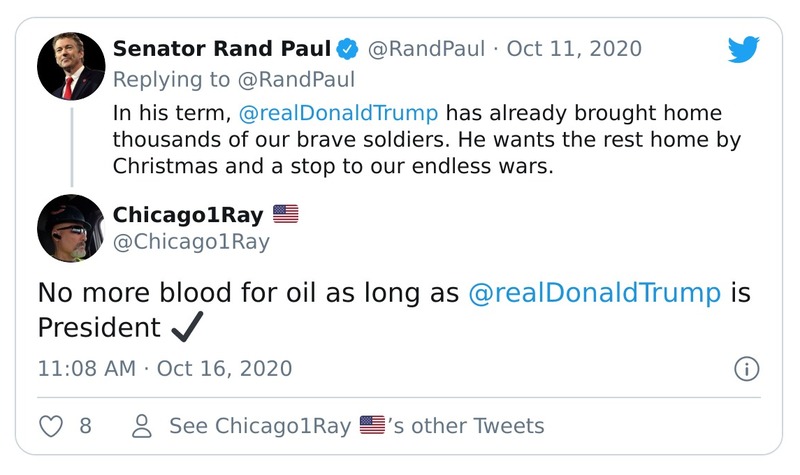 Senator Rand Paul @RandPaul · Oct 11, 2020
Replying to @RandPaul
In his term, @realDonaldTrump has already brought home
thousands of our brave soldiers. He wants the rest home by
Christmas and a stop to our endless wars.
Chicago1Ray 🇺🇸
@Chicago1Ray
No more blood for oil as long as @realDonaldTrump is
President ✔
11:08 AM · Oct 16, 2020
8 See Chicago1Ray 🇺🇸's other Tweets